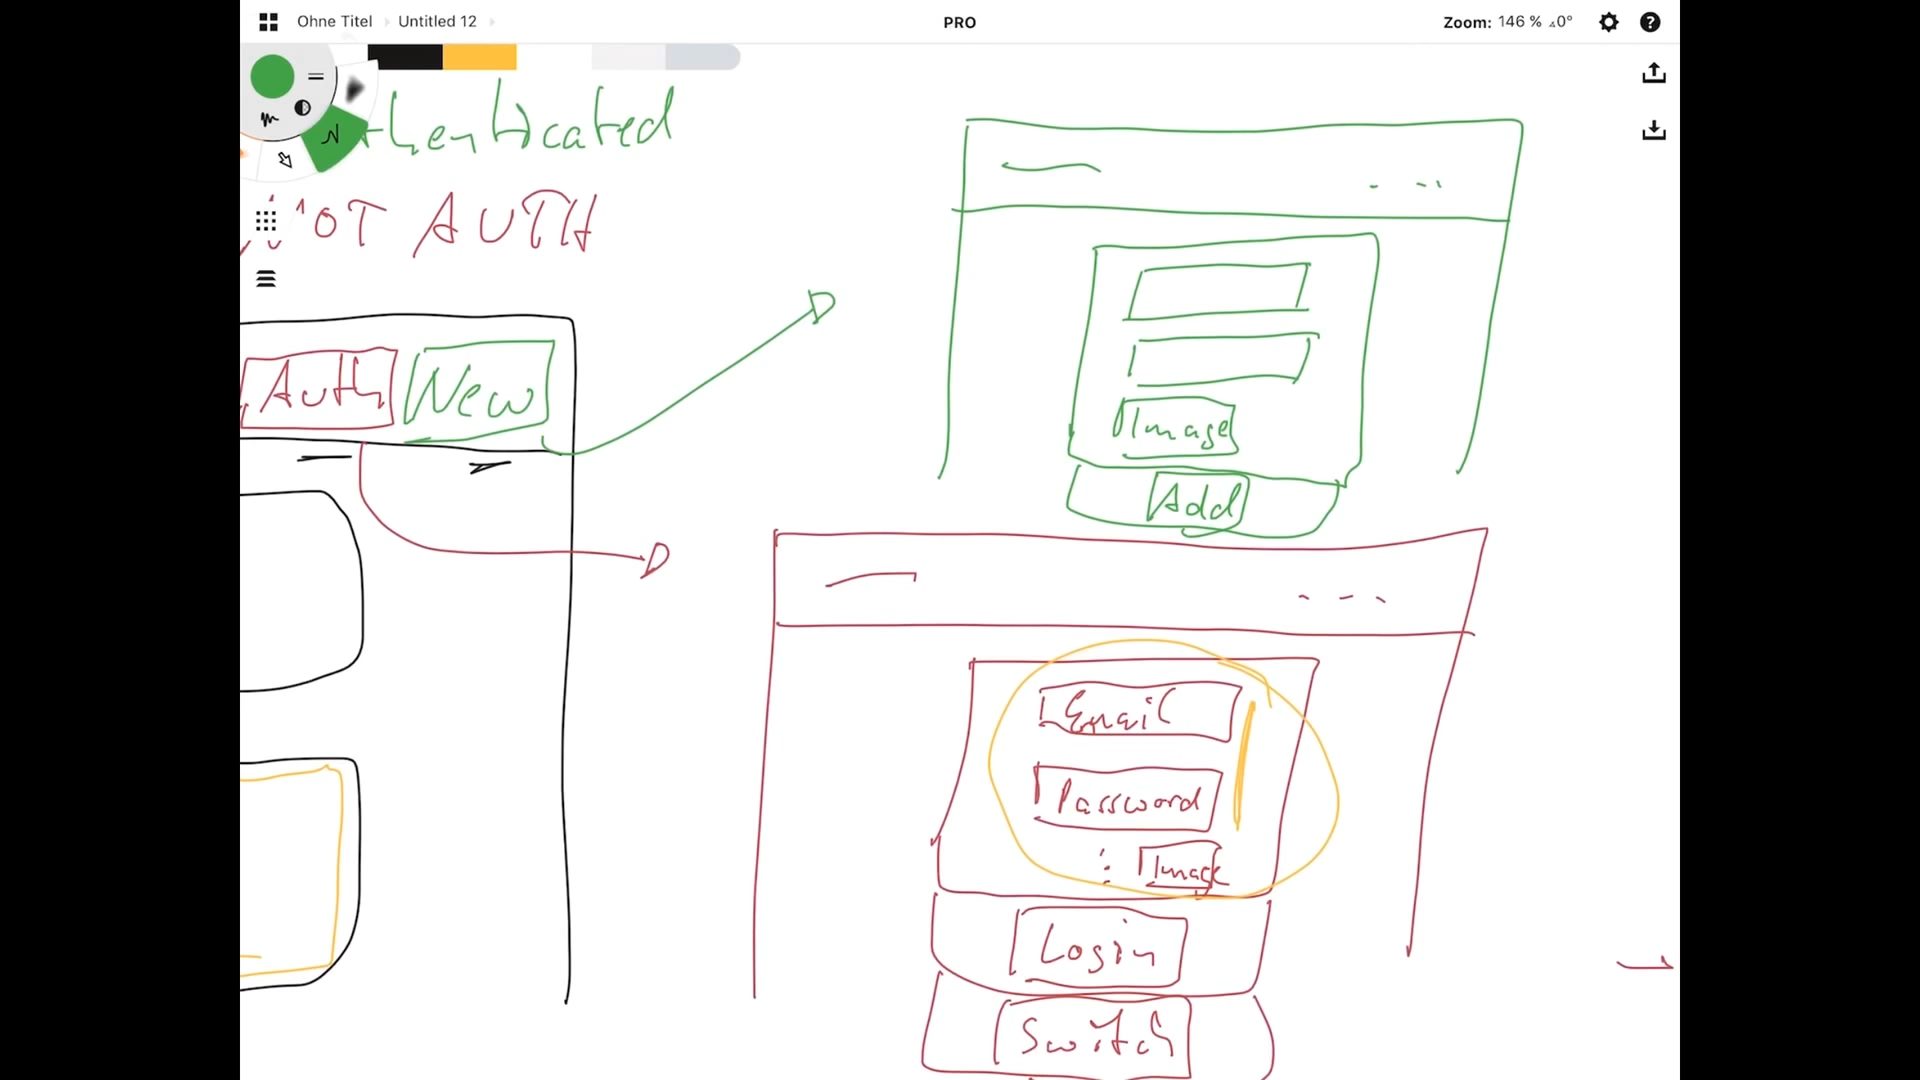 Ohne Titel Untitled 12 PRO Zoom: 146 % ⊿0°
thenticated
NOT AUTH
Auth New
Image
Add
Email
Password
Image
Login
Switch